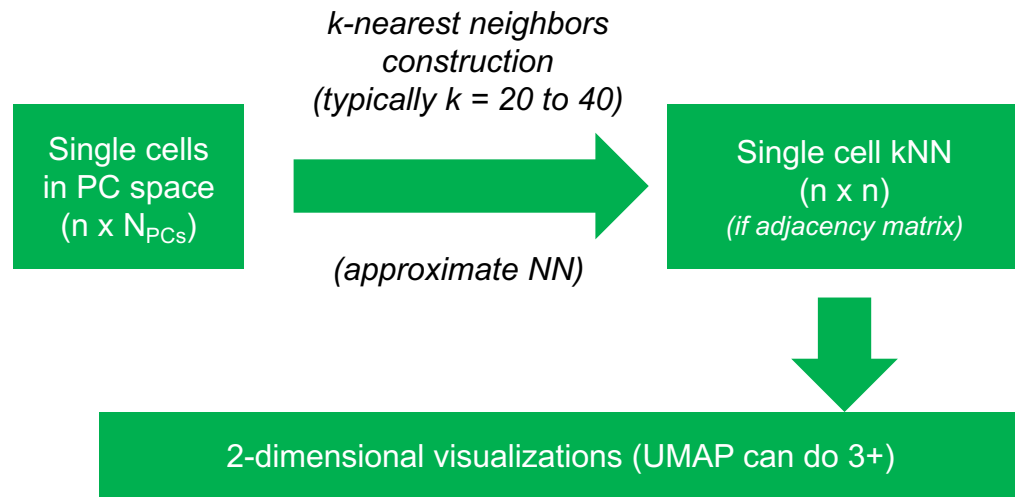 k-nearest neighbors
construction
(typically k = 20 to 40)
Single cells
in PC space
(n x N_PCs)
(approximate NN)
Single cell kNN
(n x n)
(if adjacency matrix)
2-dimensional visualizations (UMAP can do 3+)